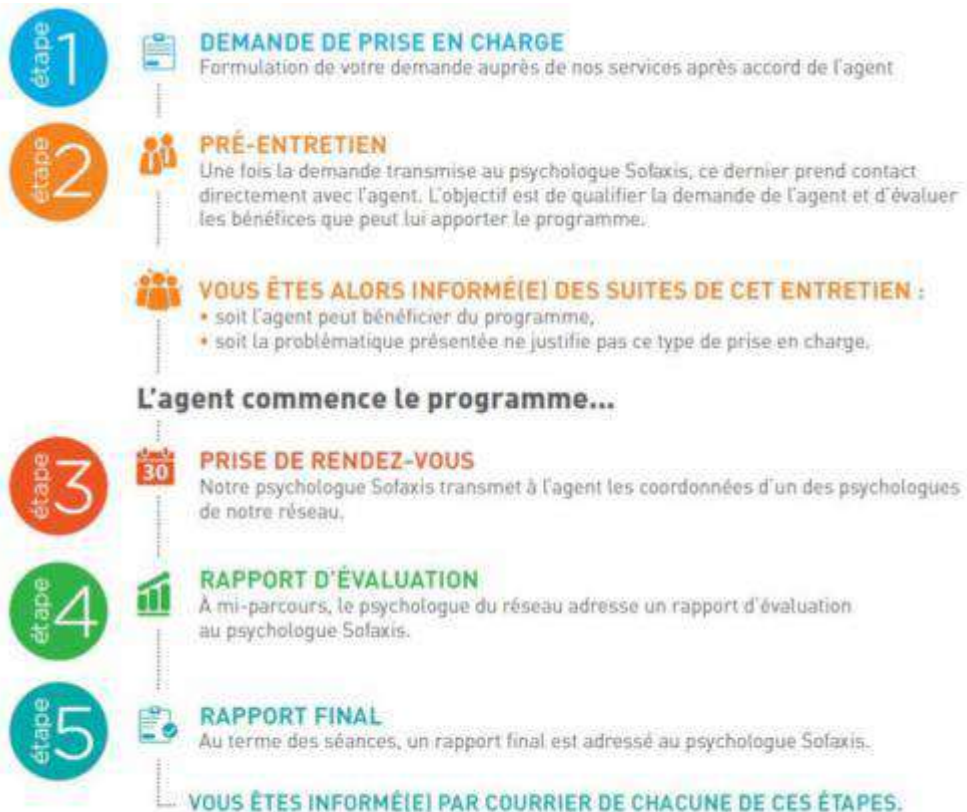 étape 1
DEMANDE DE PRISE EN CHARGE
Formulation de votre demande auprès de nos services après accord de l'agent
étape 2
PRÉ-ENTRETIEN
Une fois la demande transmise au psychologue Sofaxis, ce dernier prend contact
directement avec l'agent. L'objectif est de qualifier la demande de l'agent et d'évaluer
les bénéfices que peut lui apporter le programme.
VOUS ÊTES ALORS INFORMÉ(E) DES SUITES DE CET ENTRETIEN :
• soit l'agent peut bénéficier du programme,
• soit la problématique présentée ne justifie pas ce type de prise en charge.
L'agent commence le programme...
étape 3
30
PRISE DE RENDEZ-VOUS
Notre psychologue Sofaxis transmet à l'agent les coordonnées d'un des psychologues
de notre réseau.
étape 4
RAPPORT D'ÉVALUATION
À mi-parcours, le psychologue du réseau adresse un rapport d'évaluation
au psychologue Sofaxis.
étape 5
RAPPORT FINAL
Au terme des séances, un rapport final est adressé au psychologue Sofaxis.
VOUS ÊTES INFORMÉ(E) PAR COURRIER DE CHACUNE DE CES ÉTAPES.